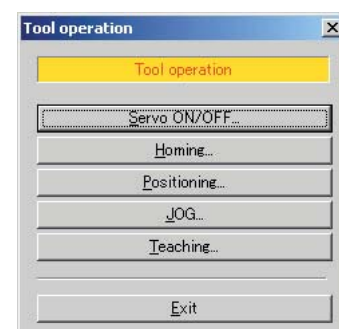 Tool operation
Tool operation
Servo ON/OFF...
Homing...
Positioning...
JOG...
Teaching...
Exit